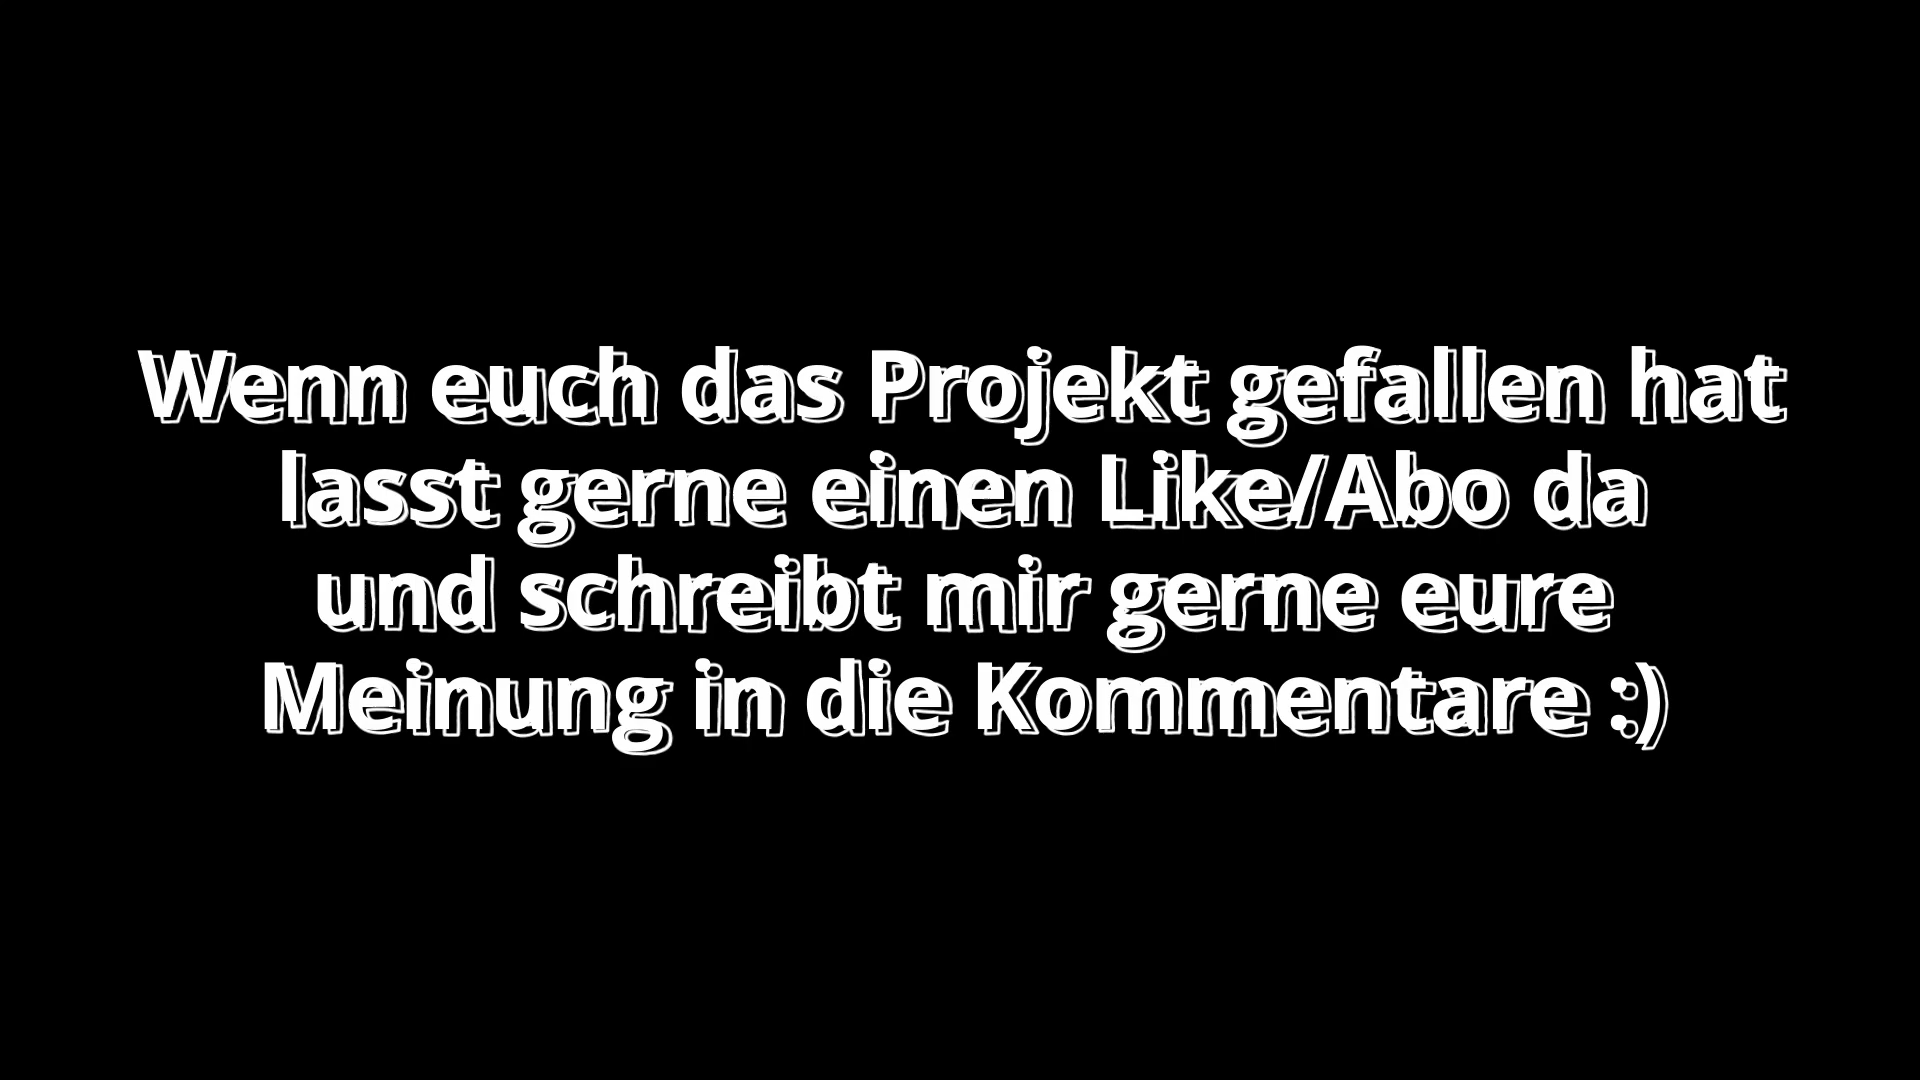 Wenn euch das Projekt gefallen hat
lasst gerne einen Like/Abo da
und schreibt mir gerne eure
Meinung in die Kommentare :)